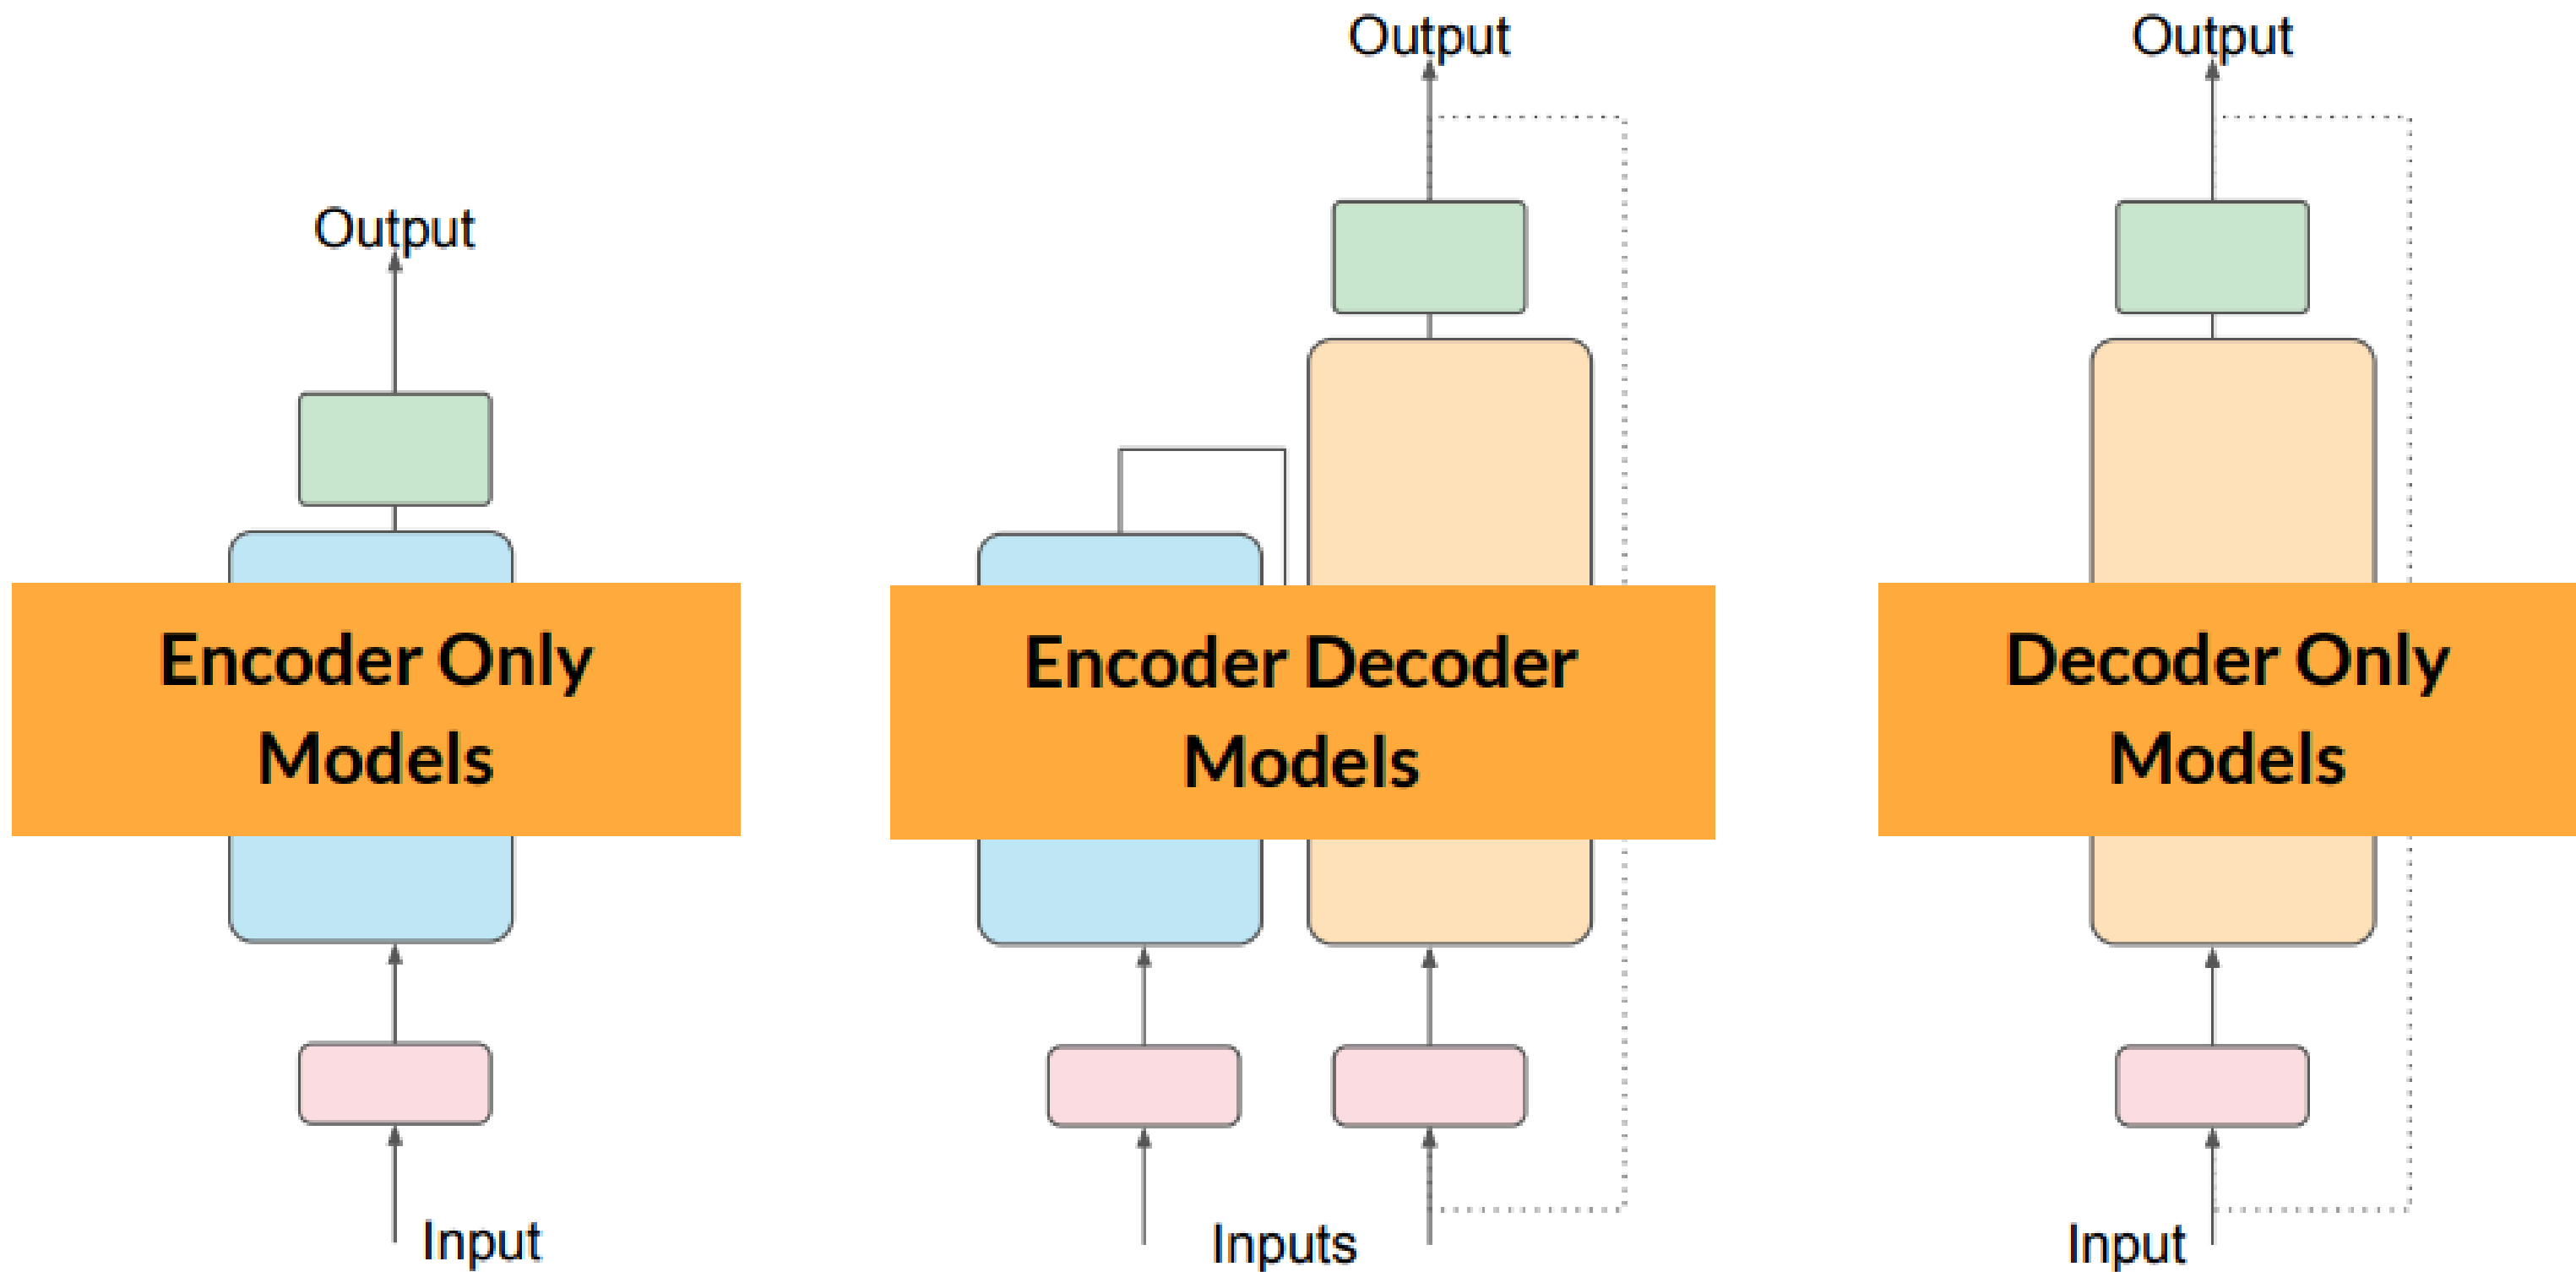 Output
Encoder Only
Models
Input
Output
Encoder Decoder
Models
Inputs
Output
Decoder Only
Models
Input